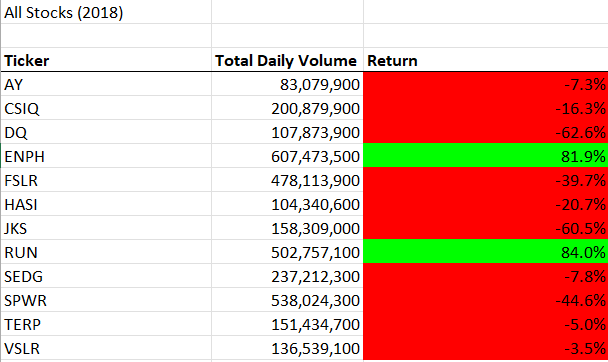 All Stocks (2018)
Ticker Total Daily Volume Return
AY 83,079,900 -7.3%
CSIQ 200,879,900 -16.3%
DQ 107,873,900 -62.6%
ENPH 607,473,500 81.9%
FSLR 478,113,900 -39.7%
HASI 104,340,600 -20.7%
JKS 158,309,000 -60.5%
RUN 502,757,100 84.0%
SEDG 237,212,300 -7.8%
SPWR 538,024,300 -44.6%
TERP 151,434,700 -5.0%
VSLR 136,539,100 -3.5%